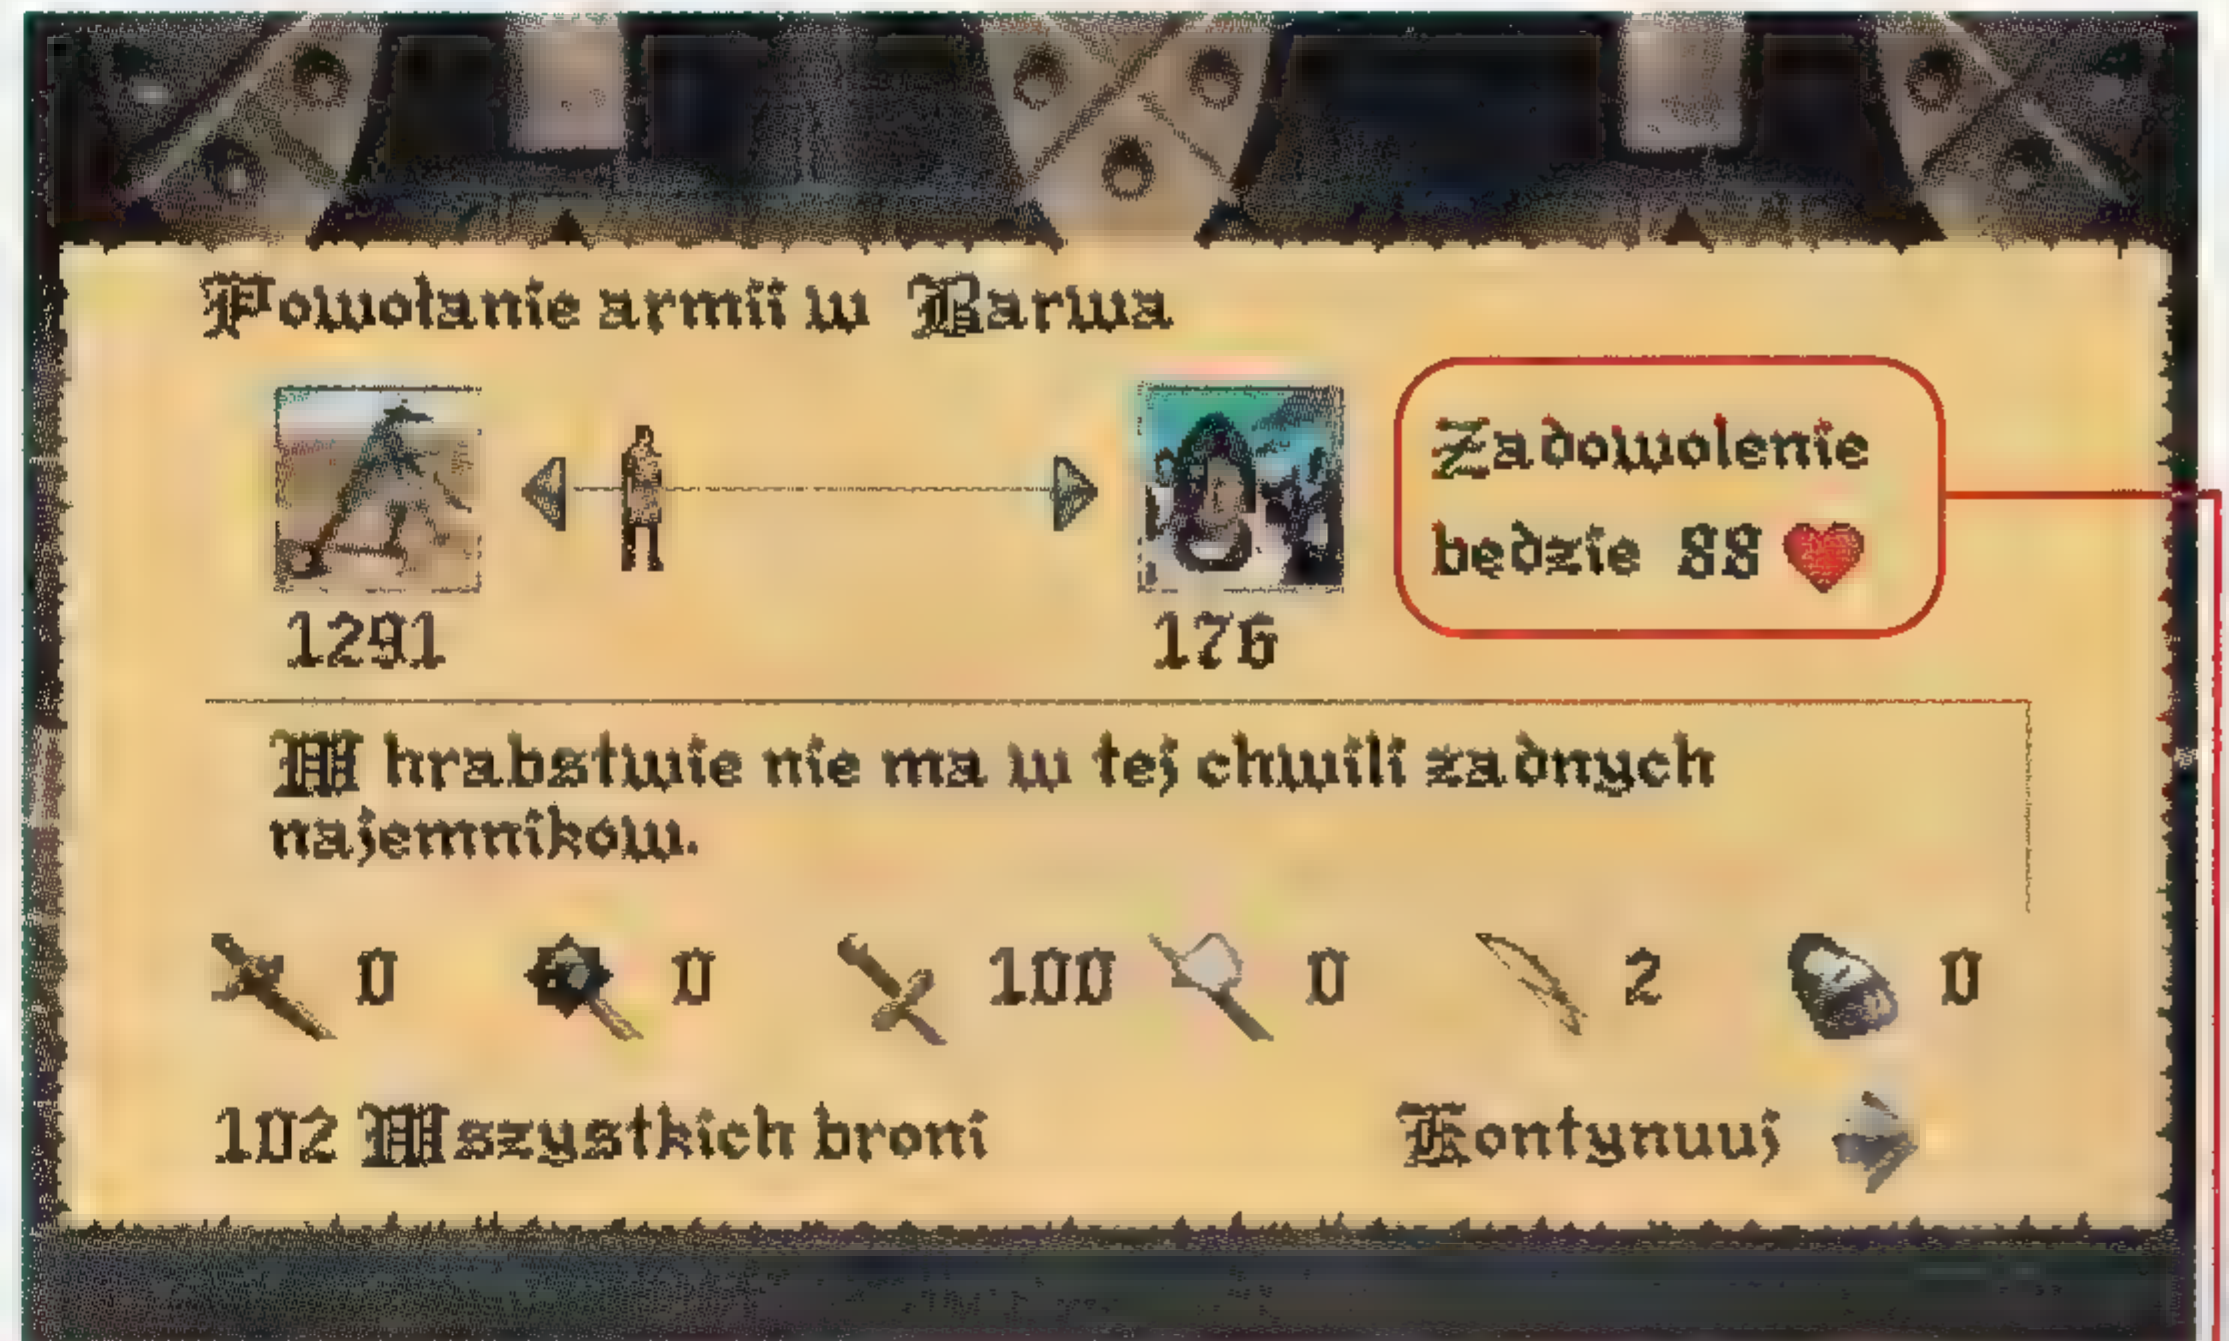 Powołanie armii w Barwa
Zadowolenie
będzie 88
1291
176
W hrabstwie nie ma w tej chwili żadnych
najemników.
0 0 100 0 2 0
102 Wszystkich broni
Kontynuuj